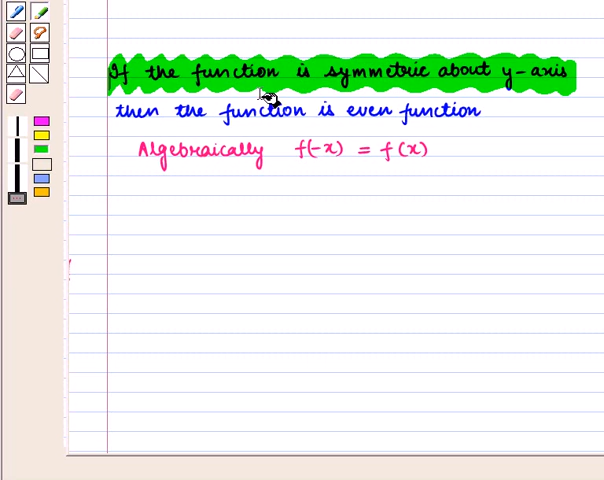 If the function is symmetric about y-axis
then the function is even function
Algebraically f(-x) = f(x)